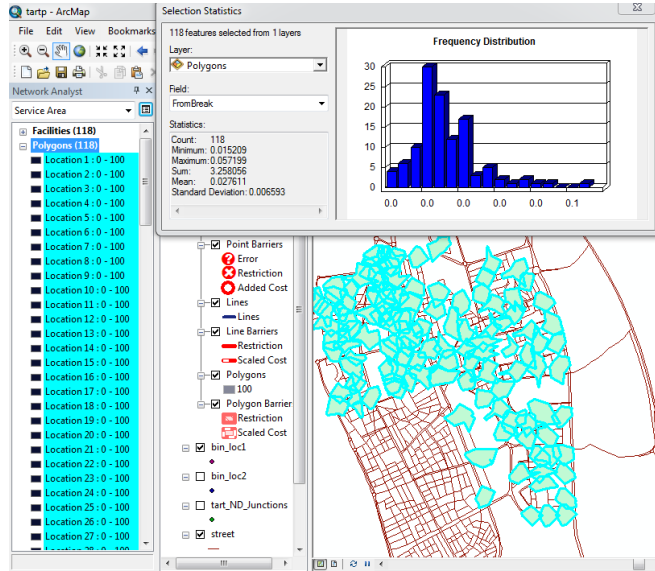 tartp - ArcMap
File Edit View Bookmarks
Network Analyst
Service Area
Facilities (118)
Polygons (118)
Location 1 : 0 - 100
Location 2 : 0 - 100
Location 3 : 0 - 100
Location 4 : 0 - 100
Location 5 : 0 - 100
Location 6 : 0 - 100
Location 7 : 0 - 100
Location 8 : 0 - 100
Location 9 : 0 - 100
Location 10 : 0 - 100
Location 11 : 0 - 100
Location 12 : 0 - 100
Location 13 : 0 - 100
Location 14 : 0 - 100
Location 15 : 0 - 100
Location 16 : 0 - 100
Location 17 : 0 - 100
Location 18 : 0 - 100
Location 19 : 0 - 100
Location 20 : 0 - 100
Location 21 : 0 - 100
Location 22 : 0 - 100
Location 23 : 0 - 100
Location 24 : 0 - 100
Location 25 : 0 - 100
Location 26 : 0 - 100
Location 27 : 0 - 100
Selection Statistics
118 features selected from 1 layers
Layer:
Polygons
Field:
FromBreak
Statistics:
Count: 118
Minimum: 0.015209
Maximum: 0.057199
Sum: 3.258056
Mean: 0.027611
Standard Deviation: 0.006593
Frequency Distribution
30
25
20
15
10
5
0
0.0 0.0 0.0 0.0 0.0 0.1
Point Barriers
Error
Restriction
Added Cost
Lines
Lines
Line Barriers
Restriction
Scaled Cost
Polygons
100
Polygon Barrier
Restriction
Scaled Cost
bin_loc1
bin_loc2
tart_ND_Junctions
street